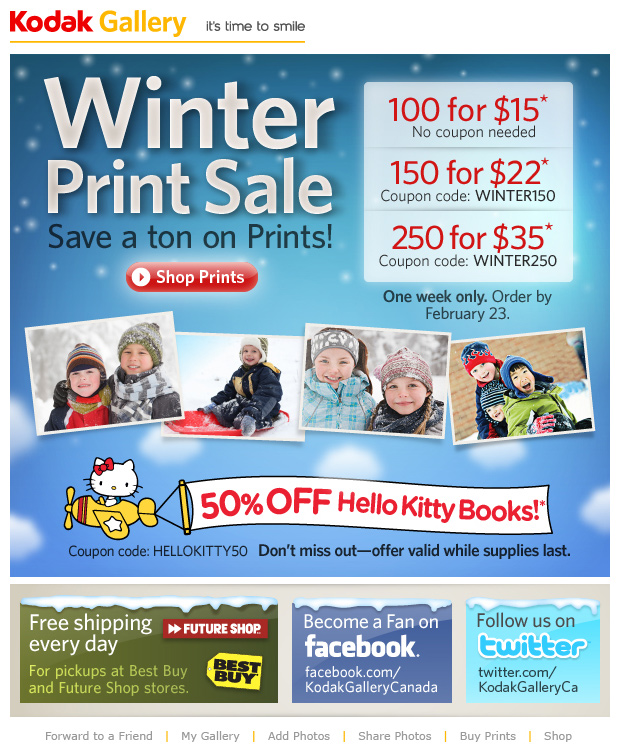 Kodak Gallery it's time to smile
Winter
Print Sale
Save a ton on Prints!
Shop Prints
100 for $15*
No coupon needed
150 for $22*
Coupon code: WINTER150
250 for $35*
Coupon code: WINTER250
One week only. Order by
February 23.
50% OFF Hello Kitty Books!*
Coupon code: HELLOKITTY50 Don't miss out—offer valid while supplies last.
Free shipping
every day
FUTURE SHOP
For pickups at Best Buy
and Future Shop stores.
BEST
BUY
Become a Fan on
facebook.
facebook.com/
KodakGalleryCanada
Follow us on
twitter
twitter.com/
KodakGalleryCa
Forward to a Friend | My Gallery | Add Photos | Share Photos | Buy Prints | Shop